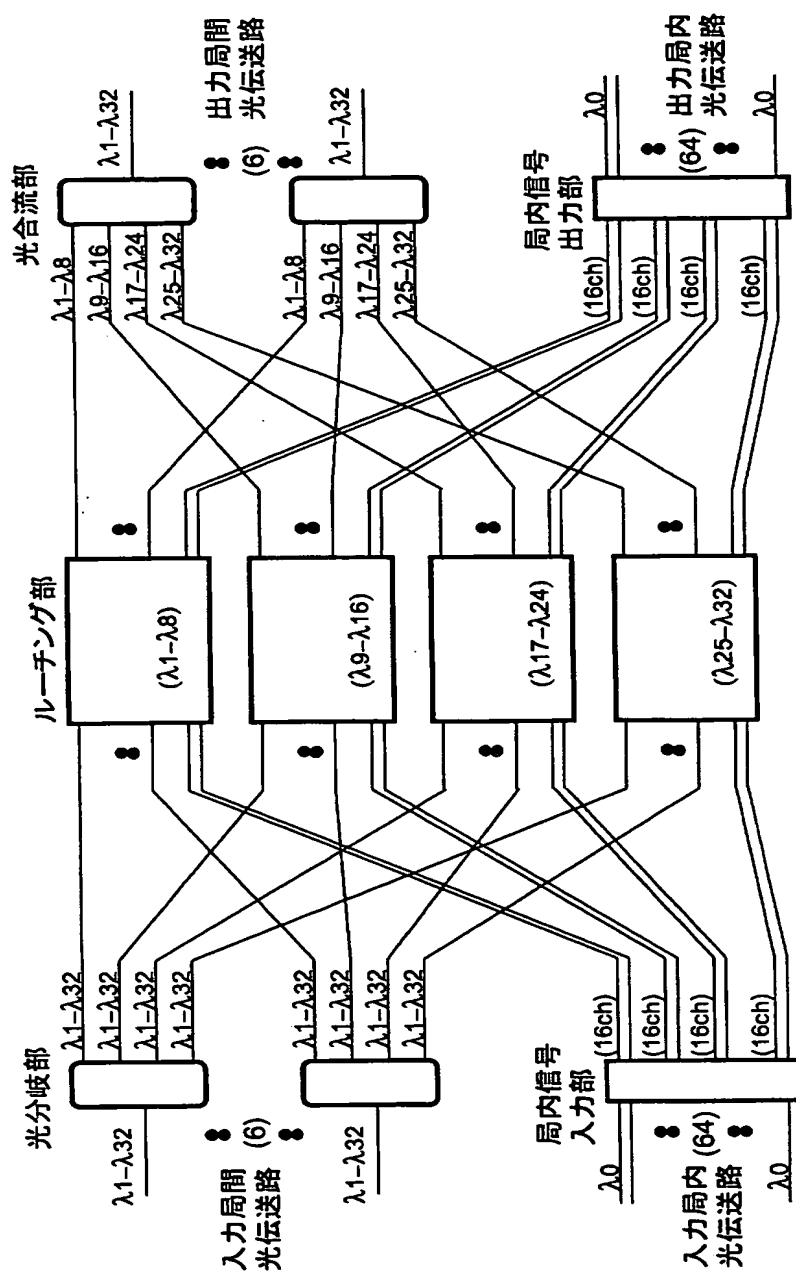 光分岐部
ルーチング部
光合流部
λ1–λ32
λ1–λ32
λ1–λ32
λ1–λ32
λ1–λ32
入力局間
光伝送路
(6)
λ1–λ32
λ1–λ32
λ1–λ32
λ1–λ32
λ1–λ32
局内信号
入力部
λ0
入力局内
光伝送路
(64)
λ0
(16ch)
(16ch)
(16ch)
(16ch)
(λ1–λ8)
(λ9–λ16)
(λ17–λ24)
(λ25–λ32)
λ1–λ8
λ9–λ16
λ17–λ24
λ25–λ32
λ1–λ32
出力局間
光伝送路
(6)
λ1–λ8
λ9–λ16
λ17–λ24
λ25–λ32
λ1–λ32
局内信号
出力部
(16ch)
(16ch)
(16ch)
(16ch)
λ0
出力局内
光伝送路
(64)
λ0